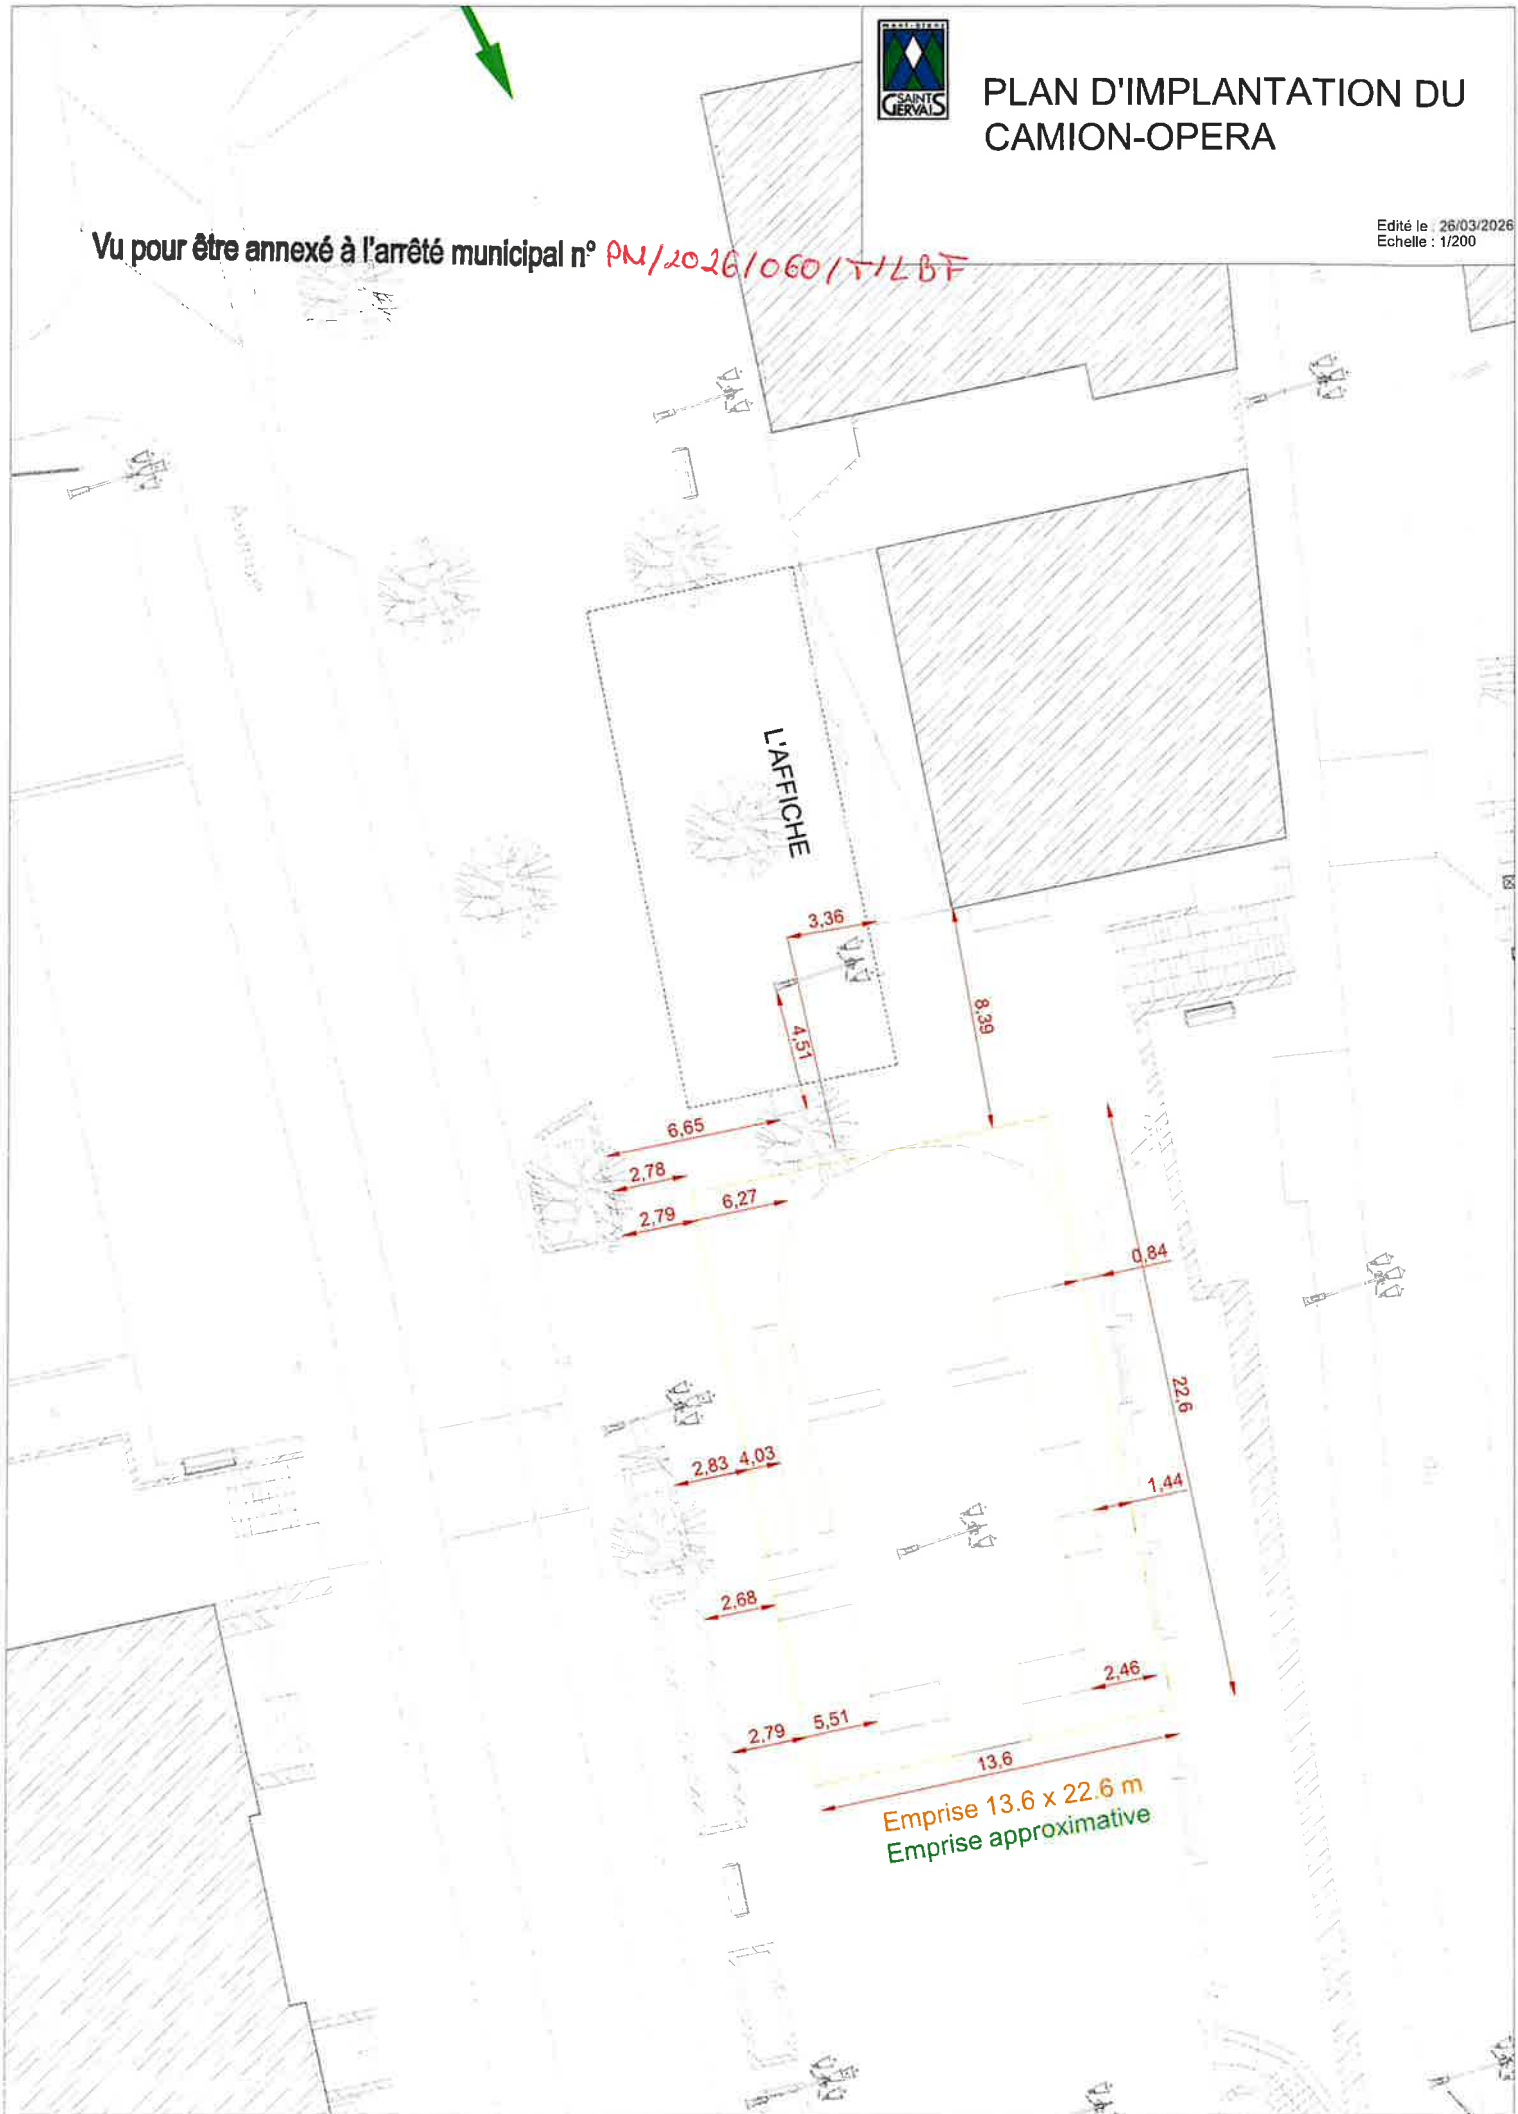 MONT-BLANC
SAINT
GERVAIS
PLAN D'IMPLANTATION DU
CAMION-OPERA
Edité le : 26/03/2026
Echelle : 1/200
Vu pour être annexé à l'arrêté municipal n° PM/2026/060/T/LBF
L'AFFICHE
3,36
8,39
4,51
6,65
2,78
2,79
6,27
0,84
22,6
2,83
4,03
1,44
2,68
2,46
2,79
5,51
13,6
Emprise 13.6 x 22.6 m
Emprise approximative